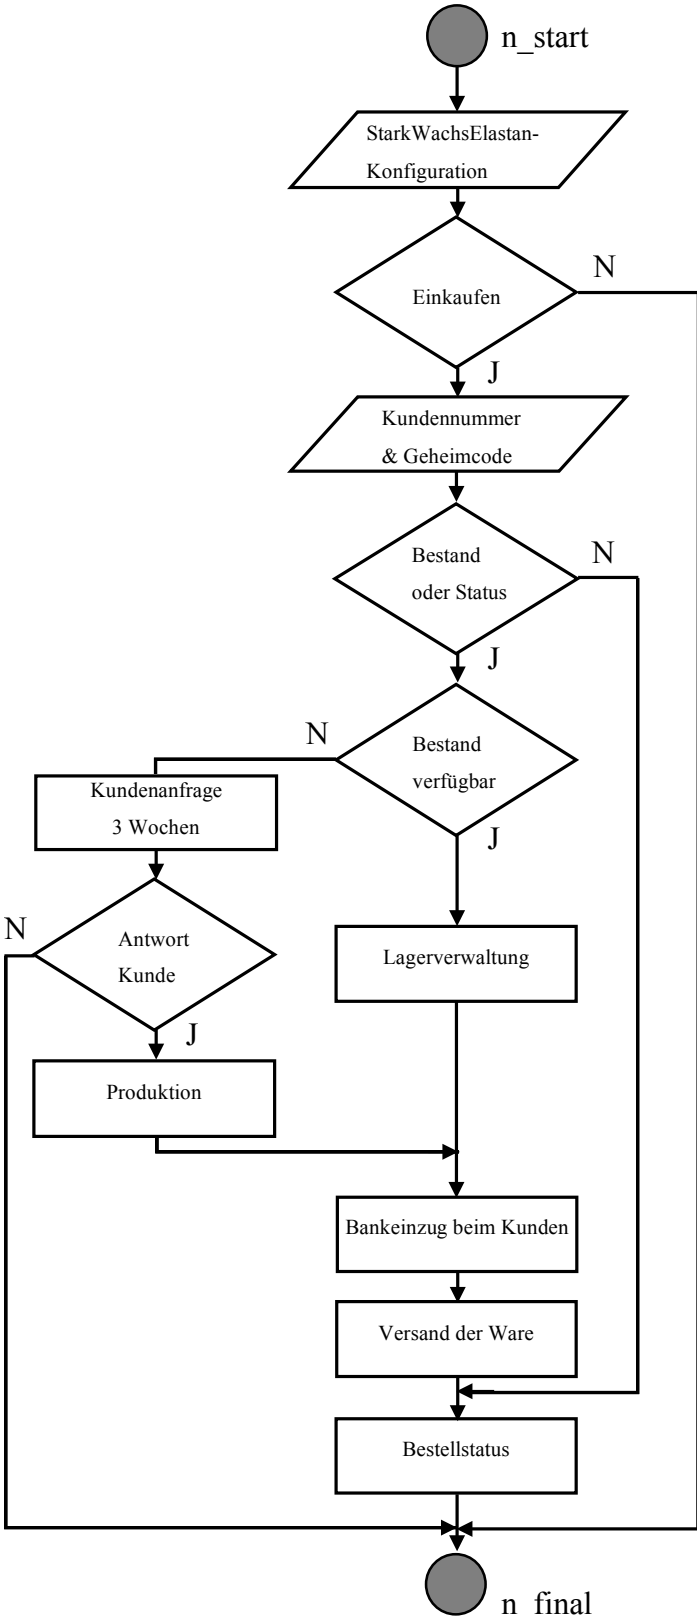 n_start
StarkWachsElastan-
Konfiguration
N
Einkaufen
J
Kundennummer
& Geheimcode
N
Bestand
oder Status
J
N
Bestand
verfügbar
Kundenanfrage
3 Wochen
J
N
Antwort
Kunde
Lagerverwaltung
J
Produktion
Bankeinzug beim Kunden
Versand der Ware
Bestellstatus
n_final